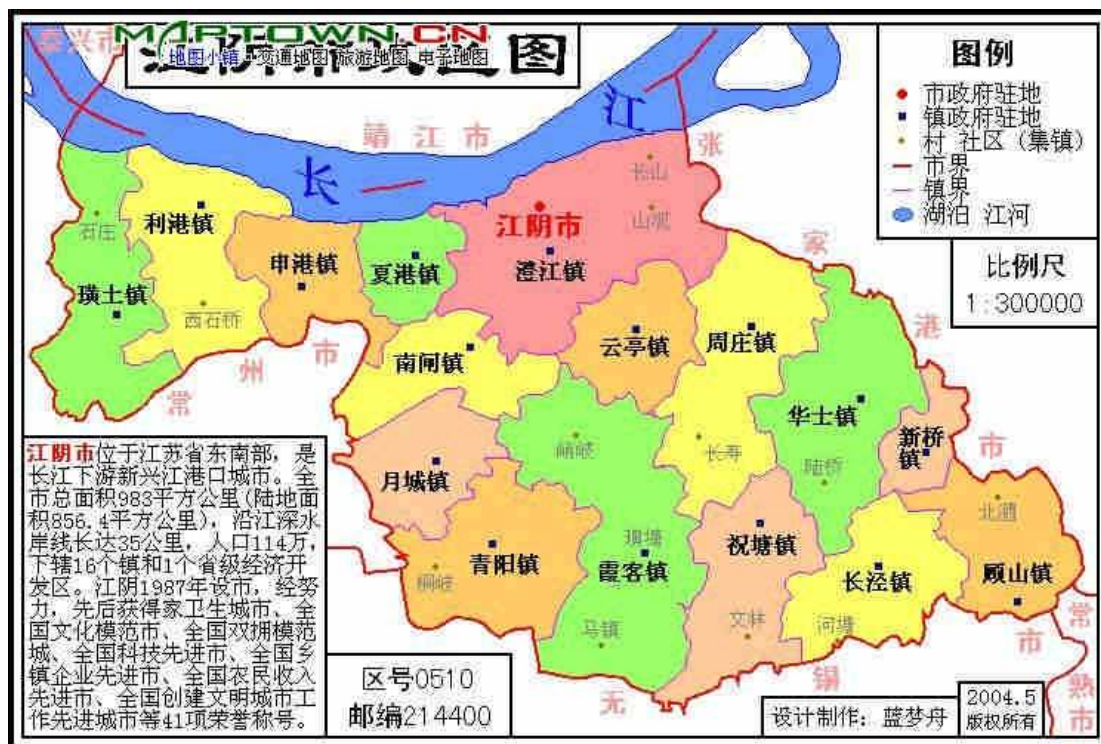 MAPTOWN.CN
江阴市政区图
地图小镇 交通地图 旅游地图 电子地图
泰兴市
靖江市
长江
张家港市
常州市
无锡市
常熟市
图例
市政府驻地
镇政府驻地
村 社区（集镇）
市界
镇界
湖泊 江河
比例尺
1:300000
石庄
利港镇
璜土镇
西石桥
申港镇
夏港镇
江阴市
澄江镇
长山
山观
南闸镇
云亭镇
周庄镇
华士镇
新桥镇
月城镇
峭岐
长寿
陆桥
北漍
青阳镇
桐岐
璜塘
霞客镇
马镇
祝塘镇
文林
长泾镇
河塘
顾山镇
江阴市位于江苏省东南部，是
长江下游新兴江港口城市。全
市总面积983平方公里(陆地面
积856.4平方公里)，沿江深水
岸线长达35公里，人口114万，
下辖16个镇和1个省级经济开
发区。江阴1987年设市，经努
力，先后获得家卫生城市、全
国文化模范市、全国双拥模范
城、全国科技先进市、全国乡
镇企业先进市、全国农民收入
先进市、全国创建文明城市工
作先进城市等41项荣誉称号。
区号0510
邮编214400
设计制作：蓝梦舟
2004.5
版权所有